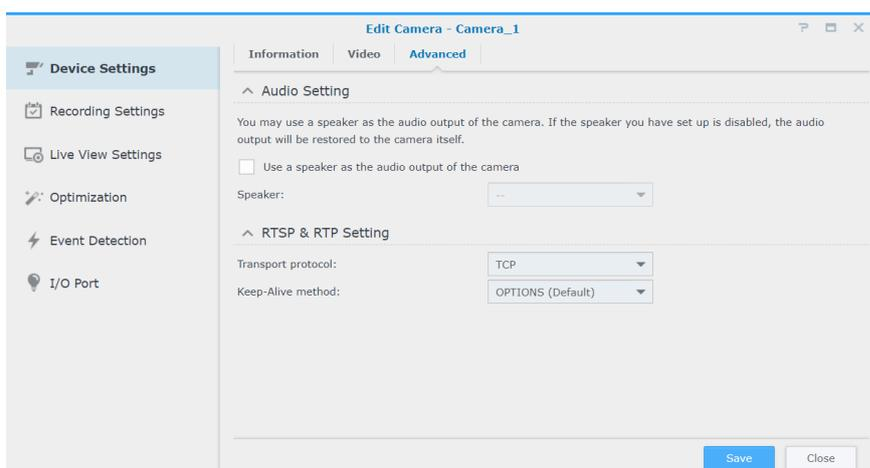 Edit Camera - Camera_1
Device Settings
Recording Settings
Live View Settings
Optimization
Event Detection
I/O Port
Information Video Advanced
Audio Setting
You may use a speaker as the audio output of the camera. If the speaker you have set up is disabled, the audio
output will be restored to the camera itself.
Use a speaker as the audio output of the camera
Speaker: --
RTSP & RTP Setting
Transport protocol: TCP
Keep-Alive method: OPTIONS (Default)
Save Close